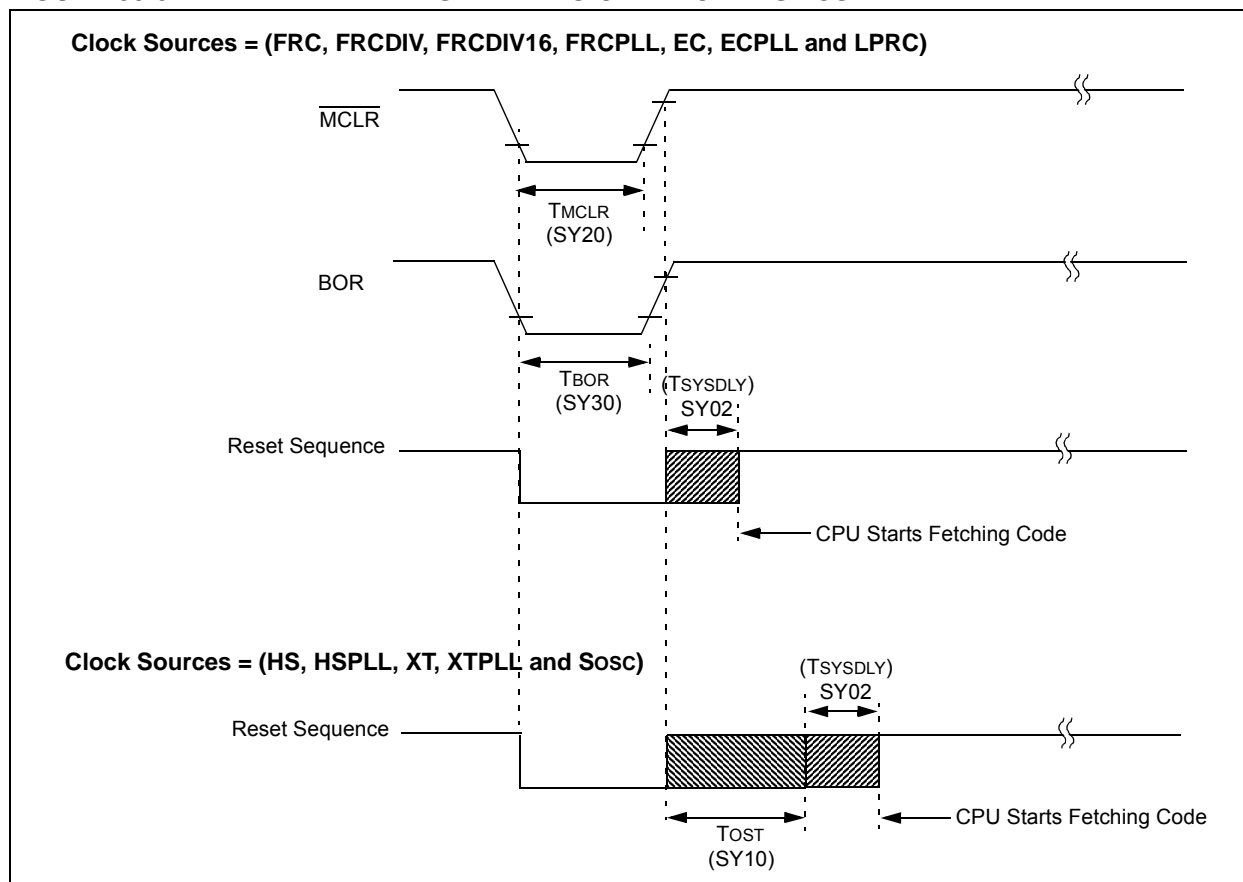 Clock Sources = (FRC, FRCDIV, FRCDIV16, FRCPLL, EC, ECPLL and LPRC)
MCLR
TMCLR
(SY20)
BOR
TBOR
(SY30)
(TSYSDLY)
SY02
Reset Sequence
CPU Starts Fetching Code
Clock Sources = (HS, HSPLL, XT, XTPLL and SOSC)
(TSYSDLY)
SY02
Reset Sequence
CPU Starts Fetching Code
TOST
(SY10)